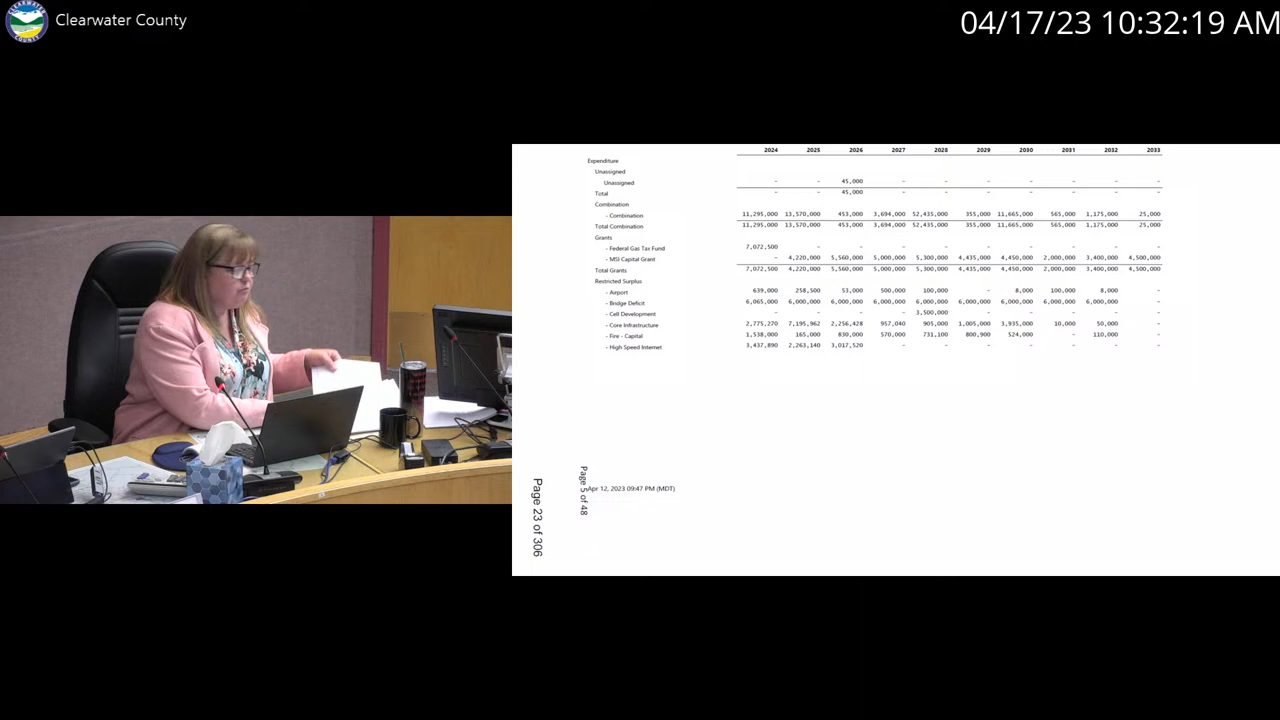 Clearwater County
04/17/23 10:32:19 AM
2024 2025 2026 2027 2028 2029 2030 2031 2032 2033
Expenditure
Unassigned
Unassigned – – 45,000 – – – – – – –
Total – – 45,000 – – – – – – –
Combination
- Combination 11,295,000 13,570,000 453,000 3,694,000 52,435,000 355,000 11,665,000 565,000 1,175,000 25,000
Total Combination 11,295,000 13,570,000 453,000 3,694,000 52,435,000 355,000 11,665,000 565,000 1,175,000 25,000
Grants
- Federal Gas Tax Fund 7,072,500 – – – – – – – – –
- MSI Capital Grant – 4,220,000 5,560,000 5,000,000 5,300,000 4,435,000 4,450,000 2,000,000 3,400,000 4,500,000
Total Grants 7,072,500 4,220,000 5,560,000 5,000,000 5,300,000 4,435,000 4,450,000 2,000,000 3,400,000 4,500,000
Restricted Surplus
- Airport 639,000 258,500 53,000 500,000 100,000 – 8,000 100,000 8,000 –
- Bridge Deficit 6,065,000 6,000,000 6,000,000 6,000,000 6,000,000 6,000,000 6,000,000 6,000,000 6,000,000 –
- Cell Development – – – – 3,500,000 – – – – –
- Core Infrastructure 2,775,270 7,195,962 2,256,428 957,040 905,000 1,005,000 3,935,000 10,000 50,000 –
- Fire - Capital 1,538,000 165,000 830,000 570,000 731,100 800,900 524,000 – 110,000 –
- High Speed Internet 3,437,890 2,263,140 3,017,520 – – – – – – –
Apr 12, 2023 09:47 PM (MDT)
Page 5 of 48
Page 23 of 306